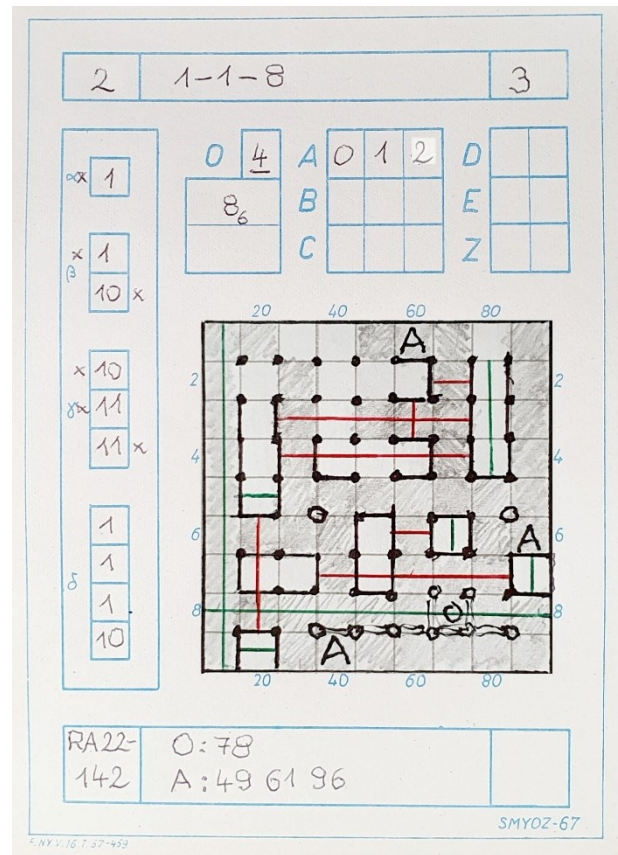 2 1-1-8 3
O 4 A 0 1 2 D
8₆ B E
C Z
α x 1
β x 1
10 x
γ x 10
x 11
11 x
δ 1
1
1
10
20 40 60 80
A
2 2
4 4
6 6
A
8 O 8
A
20 40 60 80
RA22-142
O:78
A:49 61 96
SMYOZ-67